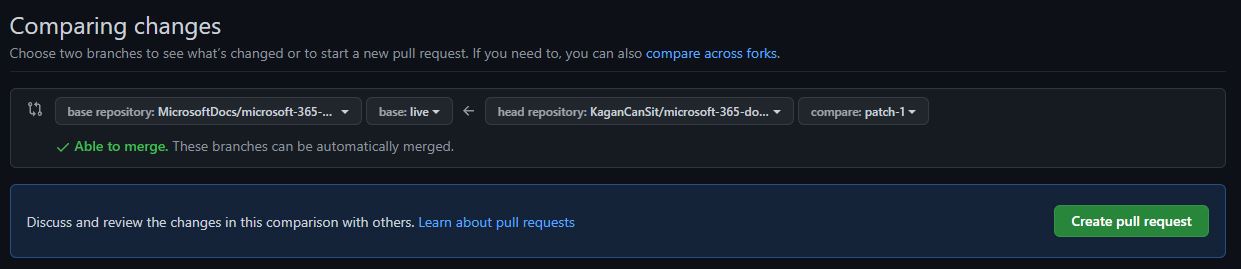 Comparing changes
Choose two branches to see what's changed or to start a new pull request. If you need to, you can also compare across forks.
base repository: MicrosoftDocs/microsoft-365-... base: live head repository: KaganCanSit/microsoft-365-do... compare: patch-1
Able to merge. These branches can be automatically merged.
Discuss and review the changes in this comparison with others. Learn about pull requests
Create pull request